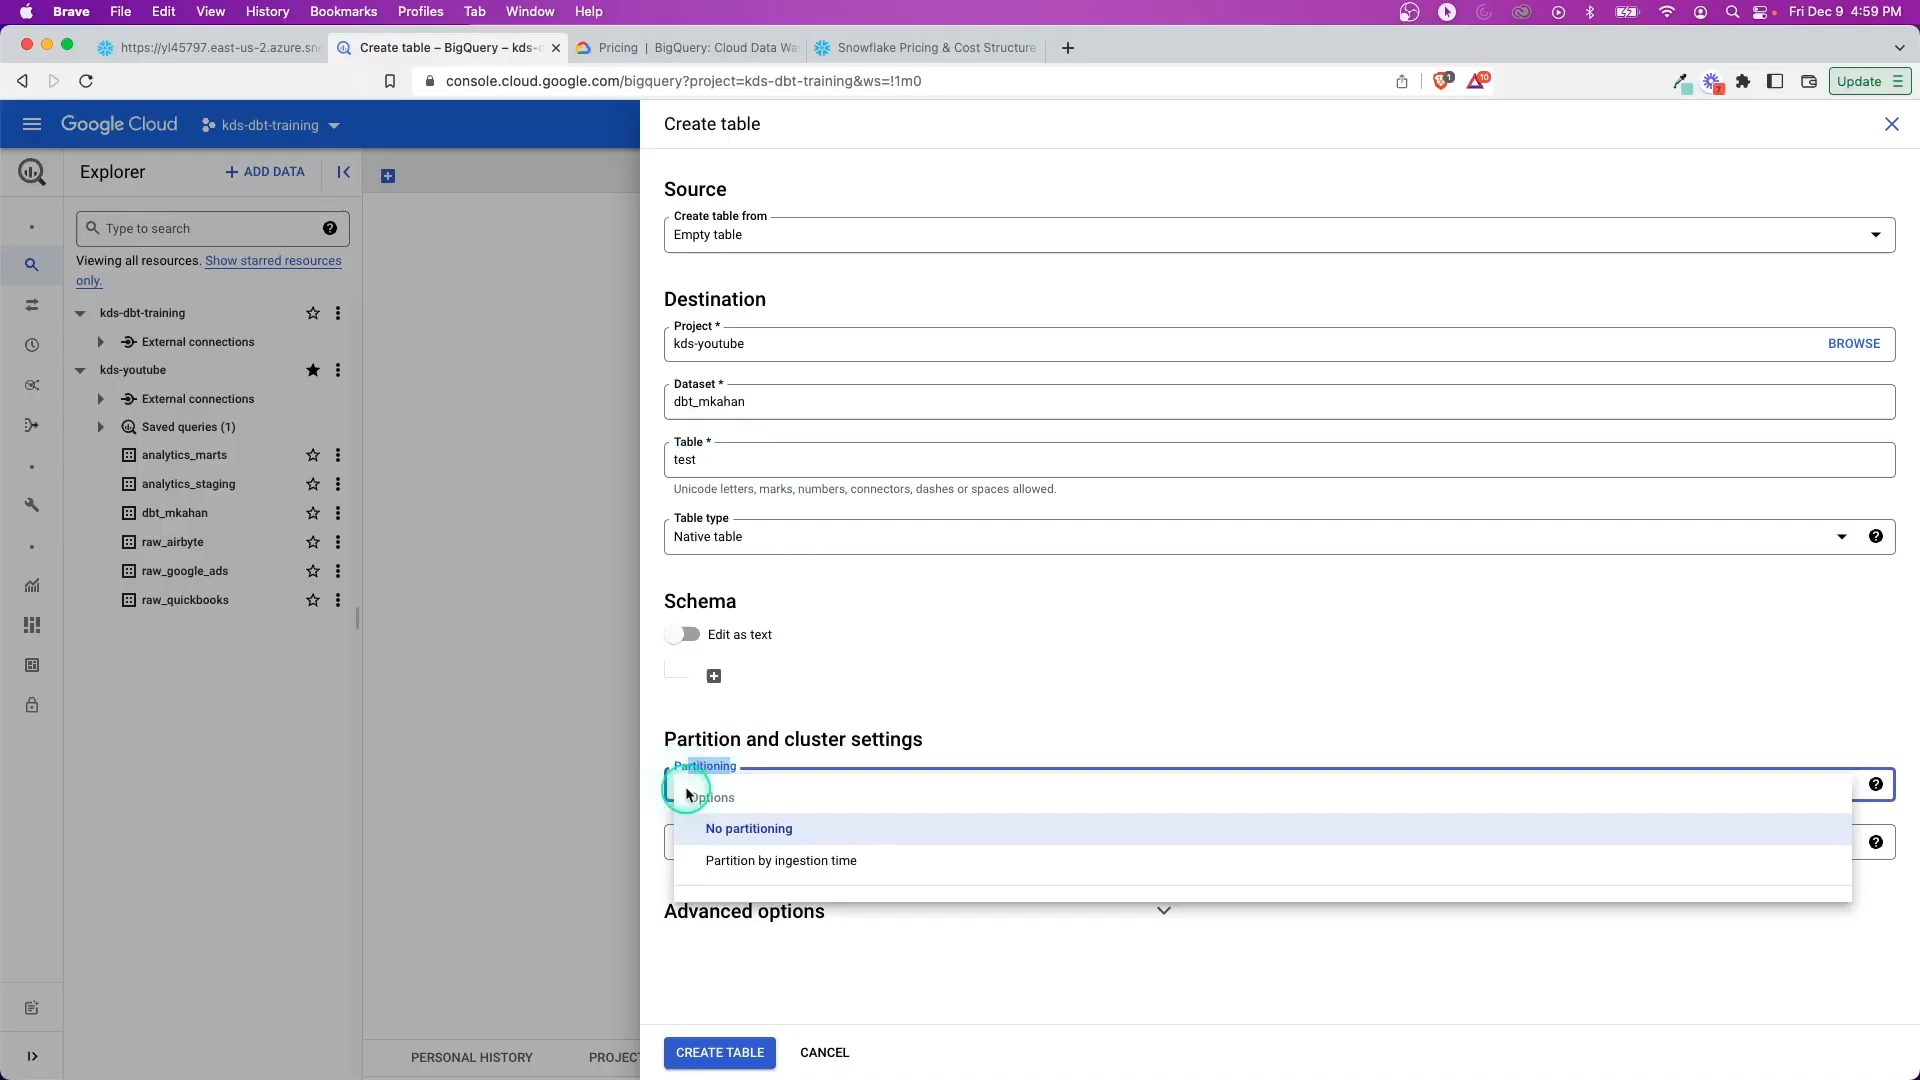 Brave File Edit View History Bookmarks Profiles Tab Window Help Fri Dec 9 4:59 PM
https://yl45797.east-us-2.azure.sn Create table – BigQuery – kds- Pricing | BigQuery: Cloud Data Wa Snowflake Pricing & Cost Structure
console.cloud.google.com/bigquery?project=kds-dbt-training&ws=!1m0 1 10 7 Update
Google Cloud kds-dbt-training
Create table
Explorer + ADD DATA
Type to search
Viewing all resources. Show starred resources
only.
kds-dbt-training
External connections
kds-youtube
External connections
Saved queries (1)
analytics_marts
analytics_staging
dbt_mkahan
raw_airbyte
raw_google_ads
raw_quickbooks
PERSONAL HISTORY PROJECT
Source
Create table from
Empty table
Destination
Project *
kds-youtube BROWSE
Dataset *
dbt_mkahan
Table *
test
Unicode letters, marks, numbers, connectors, dashes or spaces allowed.
Table type
Native table
Schema
Edit as text
Partition and cluster settings
Partitioning
Options
No partitioning
Partition by ingestion time
Advanced options
CREATE TABLE CANCEL